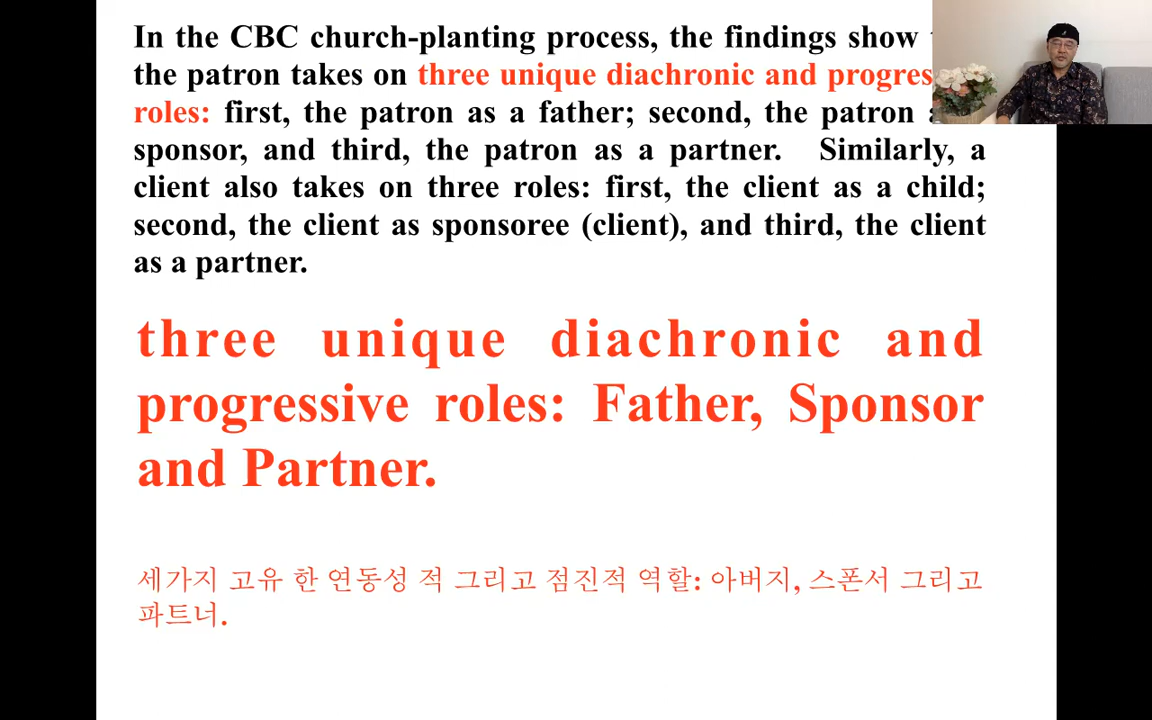 In the CBC church-planting process, the findings show
the patron takes on three unique diachronic and
roles: first, the patron as a father; second, the patron
sponsor, and third, the patron as a partner. Similarly, a
client also takes on three roles: first, the client as a child;
second, the client as sponsoree (client), and third, the client
as a partner.
three unique diachronic and
progressive roles: Father, Sponsor
and Partner.
세가지 고유 한 연동성 적 그리고 점진적 역할: 아버지, 스폰서 그리고
파트너.